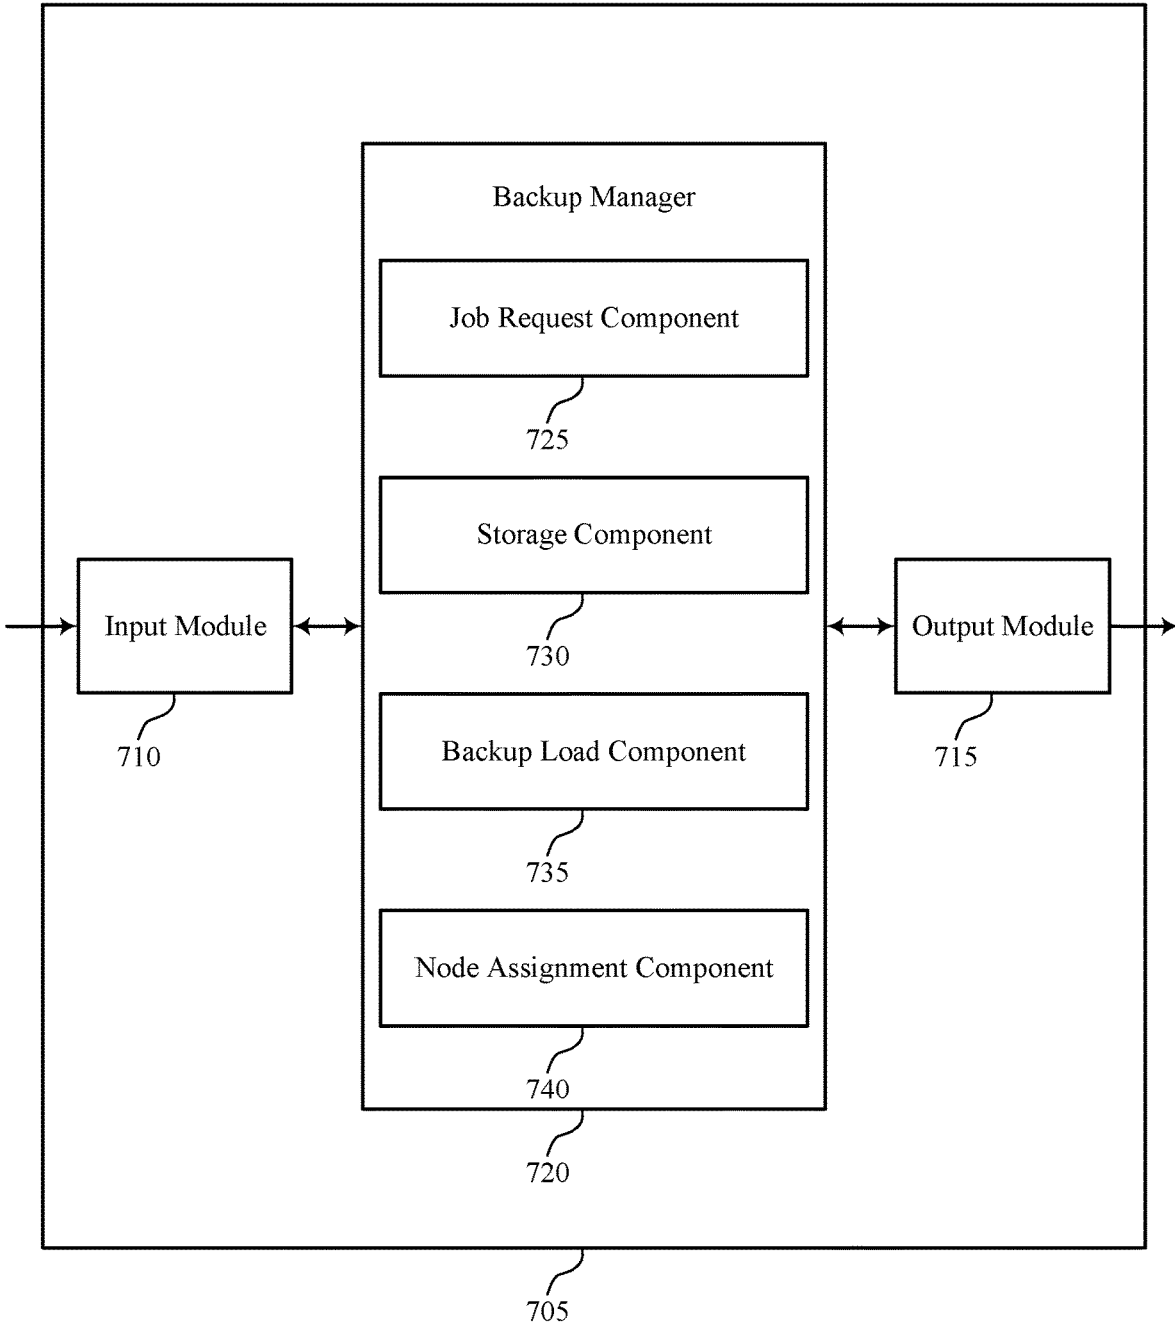 Backup Manager
Job Request Component
725
Storage Component
730
Input Module
710
Output Module
715
Backup Load Component
735
Node Assignment Component
740
720
705